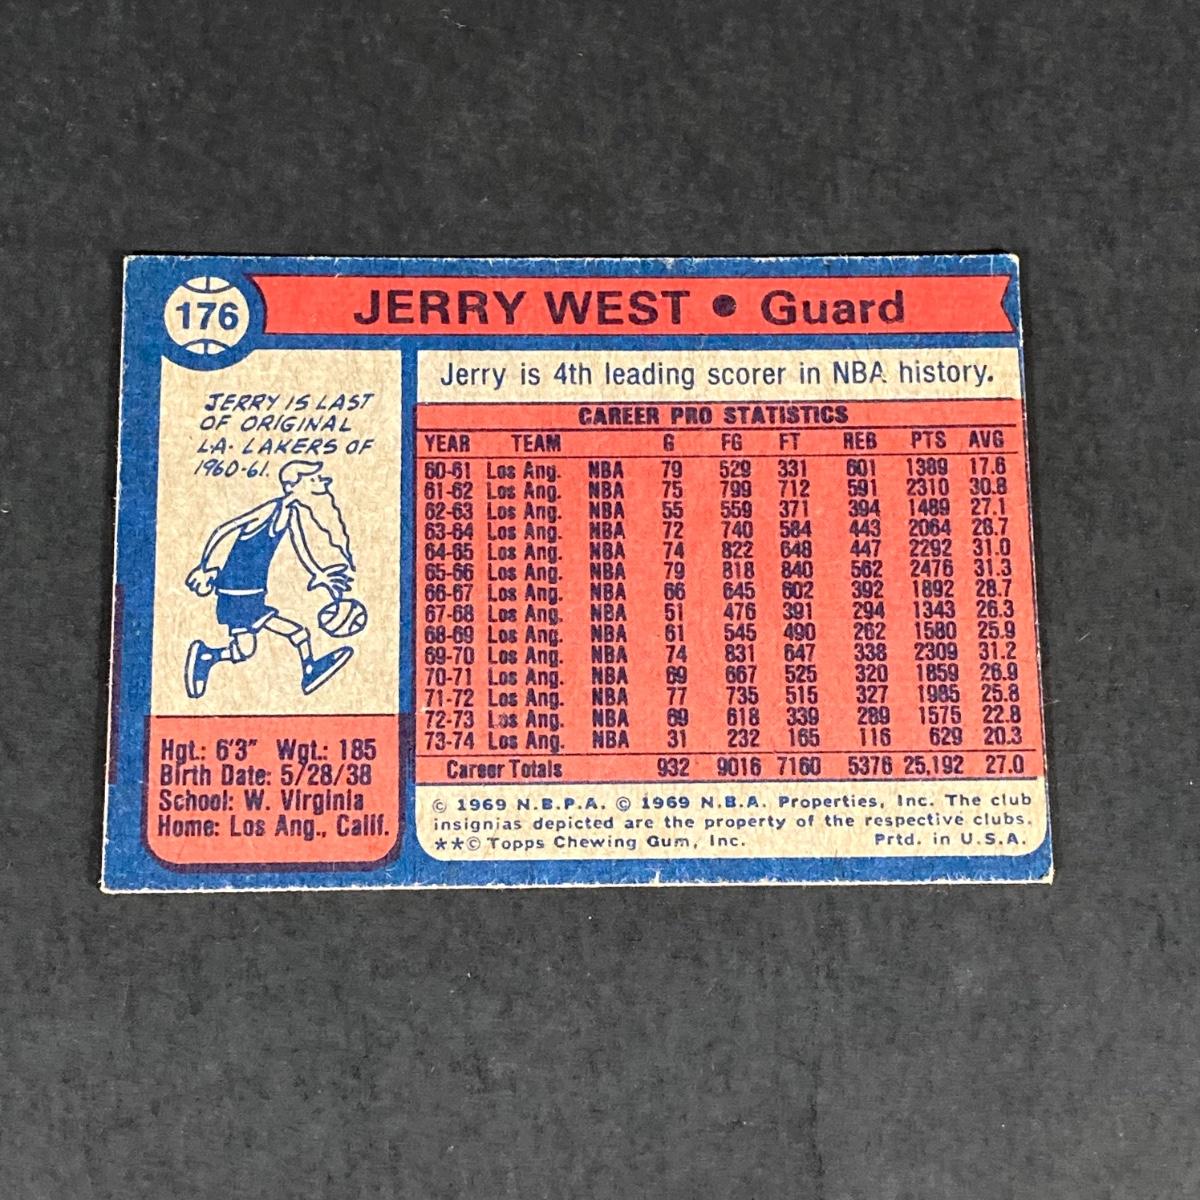 176
JERRY WEST • Guard
JERRY IS LAST
OF ORIGINAL
L.A. LAKERS OF
1960-61.
Hgt.: 6'3" Wgt.: 185
Birth Date: 5/28/38
School: W. Virginia
Home: Los Ang., Calif.
Jerry is 4th leading scorer in NBA history.
CAREER PRO STATISTICS
YEAR TEAM G FG FT REB PTS AVG
60-61 Los Ang. NBA 79 529 331 601 1389 17.6
61-62 Los Ang. NBA 75 799 712 591 2310 30.8
62-63 Los Ang. NBA 55 559 371 394 1489 27.1
63-64 Los Ang. NBA 72 740 584 443 2064 28.7
64-65 Los Ang. NBA 74 822 648 447 2292 31.0
65-66 Los Ang. NBA 79 818 840 562 2476 31.3
66-67 Los Ang. NBA 66 645 602 392 1892 28.7
67-68 Los Ang. NBA 51 476 391 294 1343 26.3
68-69 Los Ang. NBA 61 545 490 262 1580 25.9
69-70 Los Ang. NBA 74 831 647 338 2309 31.2
70-71 Los Ang. NBA 69 667 525 320 1859 26.9
71-72 Los Ang. NBA 77 735 515 327 1985 25.8
72-73 Los Ang. NBA 69 618 339 289 1575 22.8
73-74 Los Ang. NBA 31 232 165 116 629 20.3
Career Totals 932 9016 7160 5376 25,192 27.0
© 1969 N.B.P.A. © 1969 N.B.A. Properties, Inc. The club
insignias depicted are the property of the respective clubs.
**© Topps Chewing Gum, Inc. Prtd. in U.S.A.